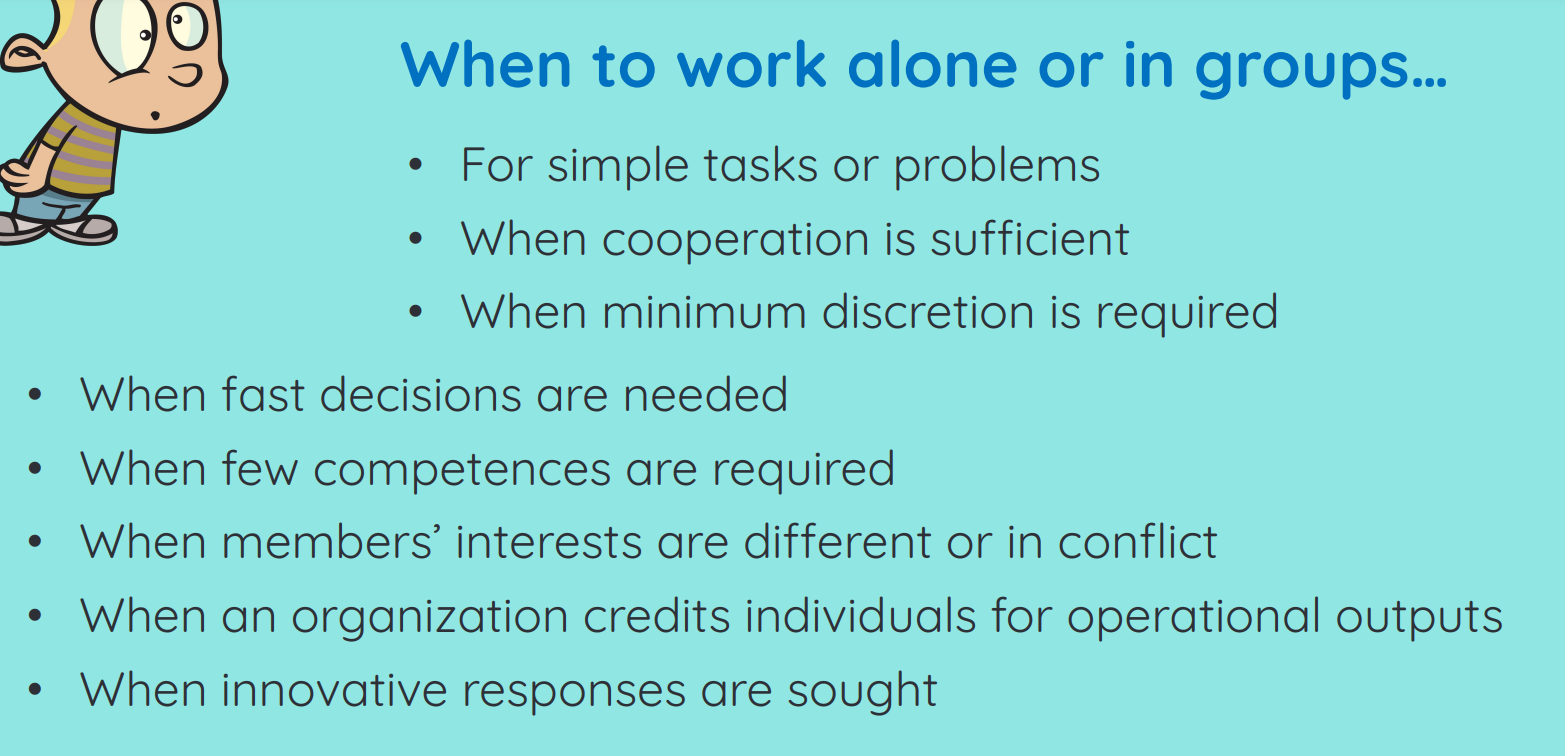 When to work alone or in groups…
• For simple tasks or problems
• When cooperation is sufficient
• When minimum discretion is required
• When fast decisions are needed
• When few competences are required
• When members’ interests are different or in conflict
• When an organization credits individuals for operational outputs
• When innovative responses are sought